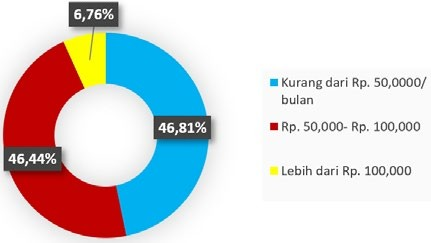 6,76%
46,81%
46,44%
Kurang dari Rp. 50,0000/
bulan
Rp. 50,000- Rp. 100,000
Lebih dari Rp. 100,000